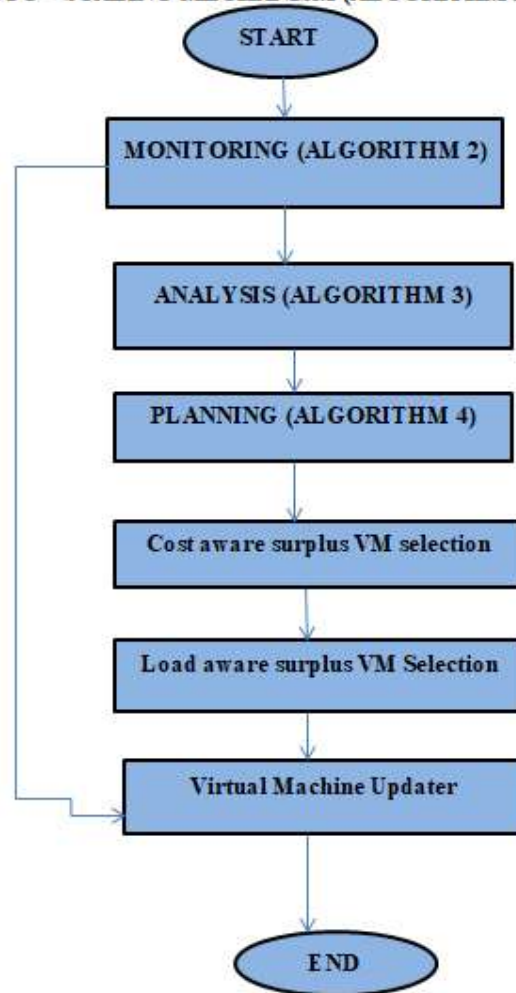 START
MONITORING (ALGORITHM 2)
ANALYSIS (ALGORITHM 3)
PLANNING (ALGORITHM 4)
Cost aware surplus VM selection
Load aware surplus VM Selection
Virtual Machine Updater
END